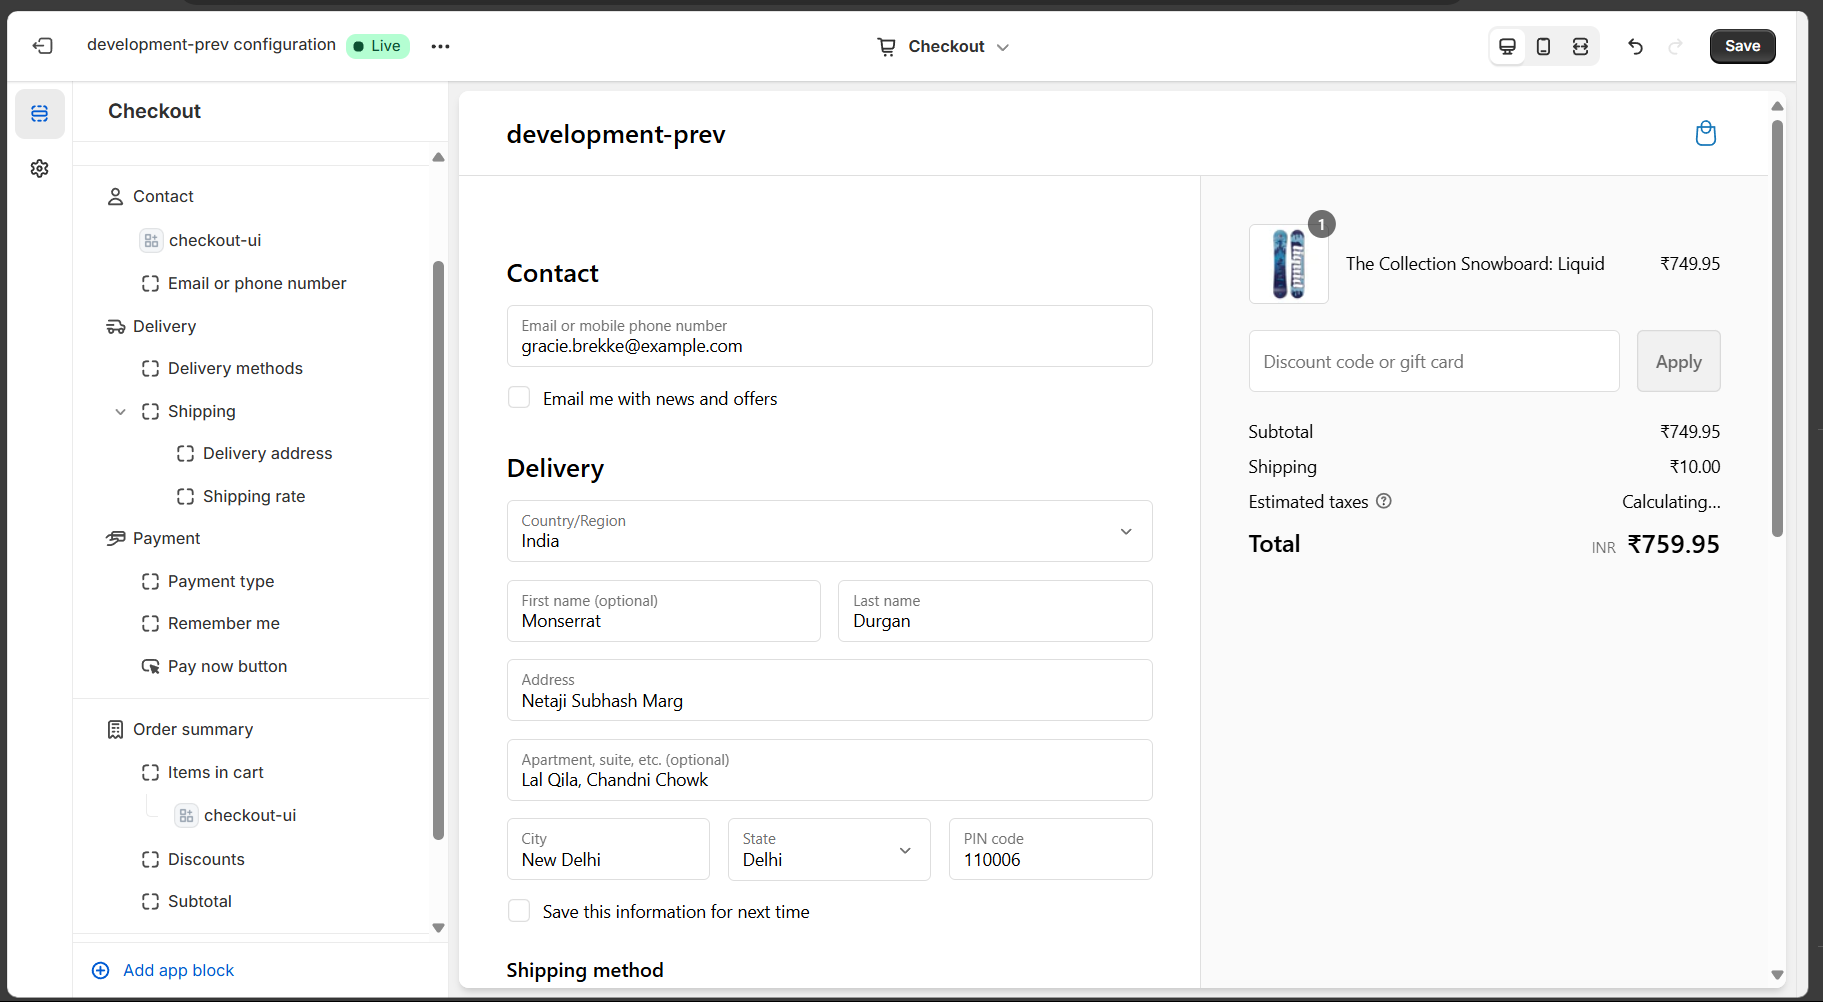 development-prev configuration
Live
Checkout
Save
Checkout
Contact
checkout-ui
Email or phone number
Delivery
Delivery methods
Shipping
Delivery address
Shipping rate
Payment
Payment type
Remember me
Pay now button
Order summary
Items in cart
checkout-ui
Discounts
Subtotal
Add app block
development-prev
Contact
Email or mobile phone number
gracie.brekke@example.com
Email me with news and offers
Delivery
Country/Region
India
First name (optional)
Monserrat
Last name
Durgan
Address
Netaji Subhash Marg
Apartment, suite, etc. (optional)
Lal Qila, Chandni Chowk
City
New Delhi
State
Delhi
PIN code
110006
Save this information for next time
Shipping method
1
liquid
The Collection Snowboard: Liquid ₹749.95
Discount code or gift card
Apply
Subtotal ₹749.95
Shipping ₹10.00
Estimated taxes Calculating...
Total INR ₹759.95